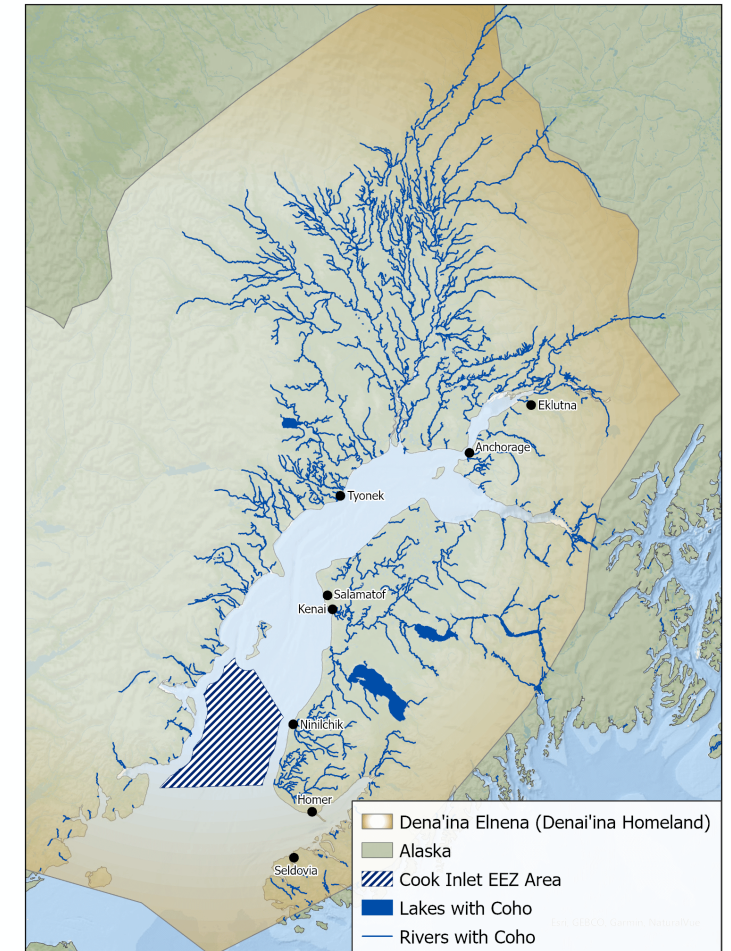 Eklutna
Anchorage
Tyonek
Salamatof
Kenai
Ninilchik
Homer
Seldovia
Dena'ina Elnena (Denai'ina Homeland)
Alaska
Cook Inlet EEZ Area
Lakes with Coho
Rivers with Coho